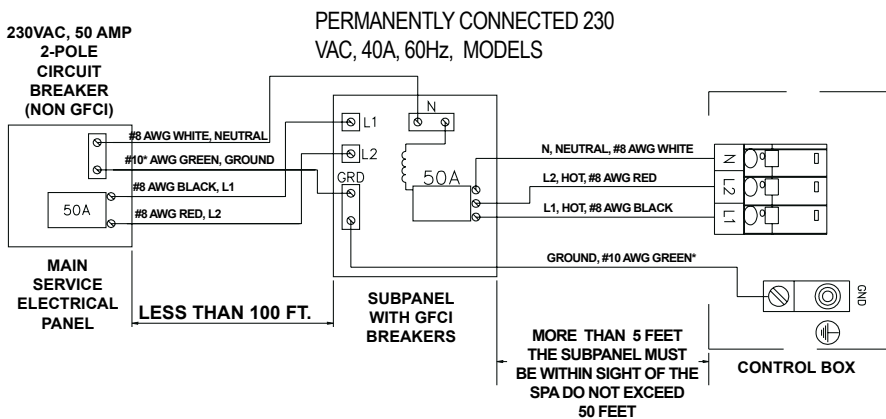 PERMANENTLY CONNECTED 230
VAC, 40A, 60Hz, MODELS
230VAC, 50 AMP
2-POLE
CIRCUIT
BREAKER
(NON GFCI)
#8 AWG WHITE, NEUTRAL
#10* AWG GREEN, GROUND
#8 AWG BLACK, L1
#8 AWG RED, L2
50A
MAIN
SERVICE
ELECTRICAL
PANEL
LESS THAN 100 FT.
N
L1
L2
GRD
50A
SUBPANEL
WITH GFCI
BREAKERS
N, NEUTRAL, #8 AWG WHITE
L2, HOT, #8 AWG RED
L1, HOT, #8 AWG BLACK
GROUND, #10 AWG GREEN*
MORE THAN 5 FEET
THE SUBPANEL MUST
BE WITHIN SIGHT OF THE
SPA DO NOT EXCEED
50 FEET
N
L2
L1
GND
CONTROL BOX